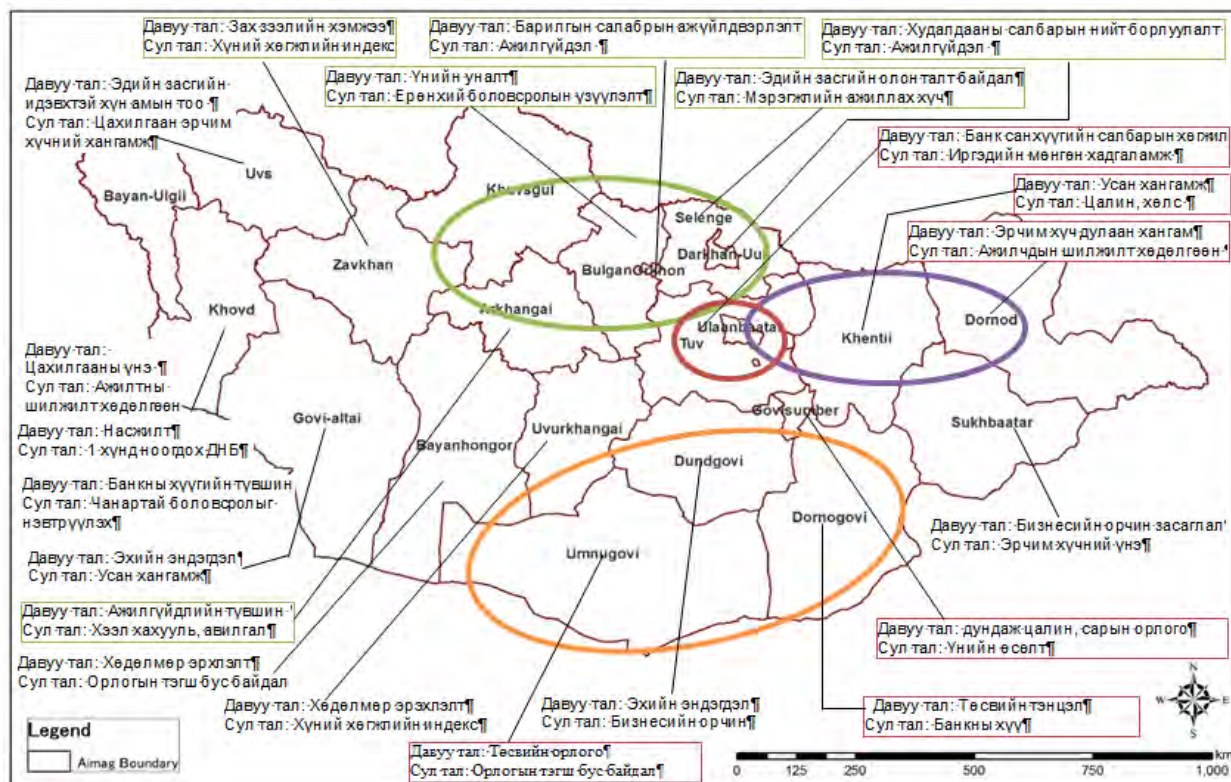 Давуу тал: Зах зээлийн хэмжээ¶
Сул тал: Хүний хөгжлийн индекс
Давуу тал: Барилгын салабрын ажүйлдвэрлэлт
Сул тал: Ажилгүйдэл ¶
Давуу тал: Худалдааны салбарын нийт борлуулалт
Сул тал: Ажилгүйдэл ¶
Давуу тал: Эдийн засгийн
идэвхтэй хүн амын тоо ¶
Сул тал: Цахилгаан эрчим
хүчний хангамж¶
Давуу тал: Үнийн уналт¶
Сул тал: Ерөнхий боловсролын үзүүлэлт¶
Давуу тал: Эдийн засгийн олон талт байдал¶
Сул тал: Мэрэгжлийн ажиллах хүч¶
Давуу тал: Банк санхүүгийн салбарын хөгжил
Сул тал: Иргэдийн мөнгөн хадгаламж ¶
Давуу тал: Усан хангамж¶
Сул тал: Цалин, хөлс ¶
Давуу тал: Эрчим хүч дулаан хангам¶
Сул тал: Ажилчдын шилжилт хөдөлгөөн ¶
Uvs
Bayan-Ulgii
Khuvsgul
Selenge
Zavkhan
Bulgan
Orkhon
Darkhan-Uu
Khovd
Arkhangai
Ulaanbaatar
Tuv
Khentii
Dornod
Давуу тал:
Цахилгааны үнэ ¶
Сул тал: Ажилтны
шилжилт хөдөлгөөн
Govi-altai
Bayanhongor
Uvurkhangai
Govisumber
Sukhbaatar
Dundgovi
Давуу тал: Насжилт¶
Сул тал: 1 хүнд ноогдох ДНБ¶
Давуу тал: Банкны хүүгийн түвшин
Сул тал: Чанартай боловсролыг
нэвтрүүлэх¶
Dornogovi
Umnugovi
Давуу тал: Бизнесийн орчин засаглал
Сул тал: Эрчим хүчний үнэ¶
Давуу тал: Эхийн эндэгдэл¶
Сул тал: Усан хангамж¶
Давуу тал: Ажилгүйдлийн түвшин
Сул тал: Хээл хахууль, авилгал¶
Давуу тал: дундаж цалин, сарын орлого¶
Сул тал: Үнийн өсөлт¶
Давуу тал: Хөдөлмөр эрхлэлт¶
Сул тал: Орлогын тэгш бус байдал
Давуу тал: Хөдөлмөр эрэхлэлт¶
Сул тал: Хүний хөгжлийн индекс¶
Давуу тал: Эхийн эндэгдэл¶
Сул тал: Бизнесийн орчин¶
Давуу тал: Төсвийн тэнцэл¶
Сул тал: Банкны хүү¶
Давуу тал: Төсвийн орлого¶
Сул тал: Орлогын тэгш бус байдал¶
N
W
E
S
Legend
Aimag Boundary
km
0 125 250 500 750 1,000